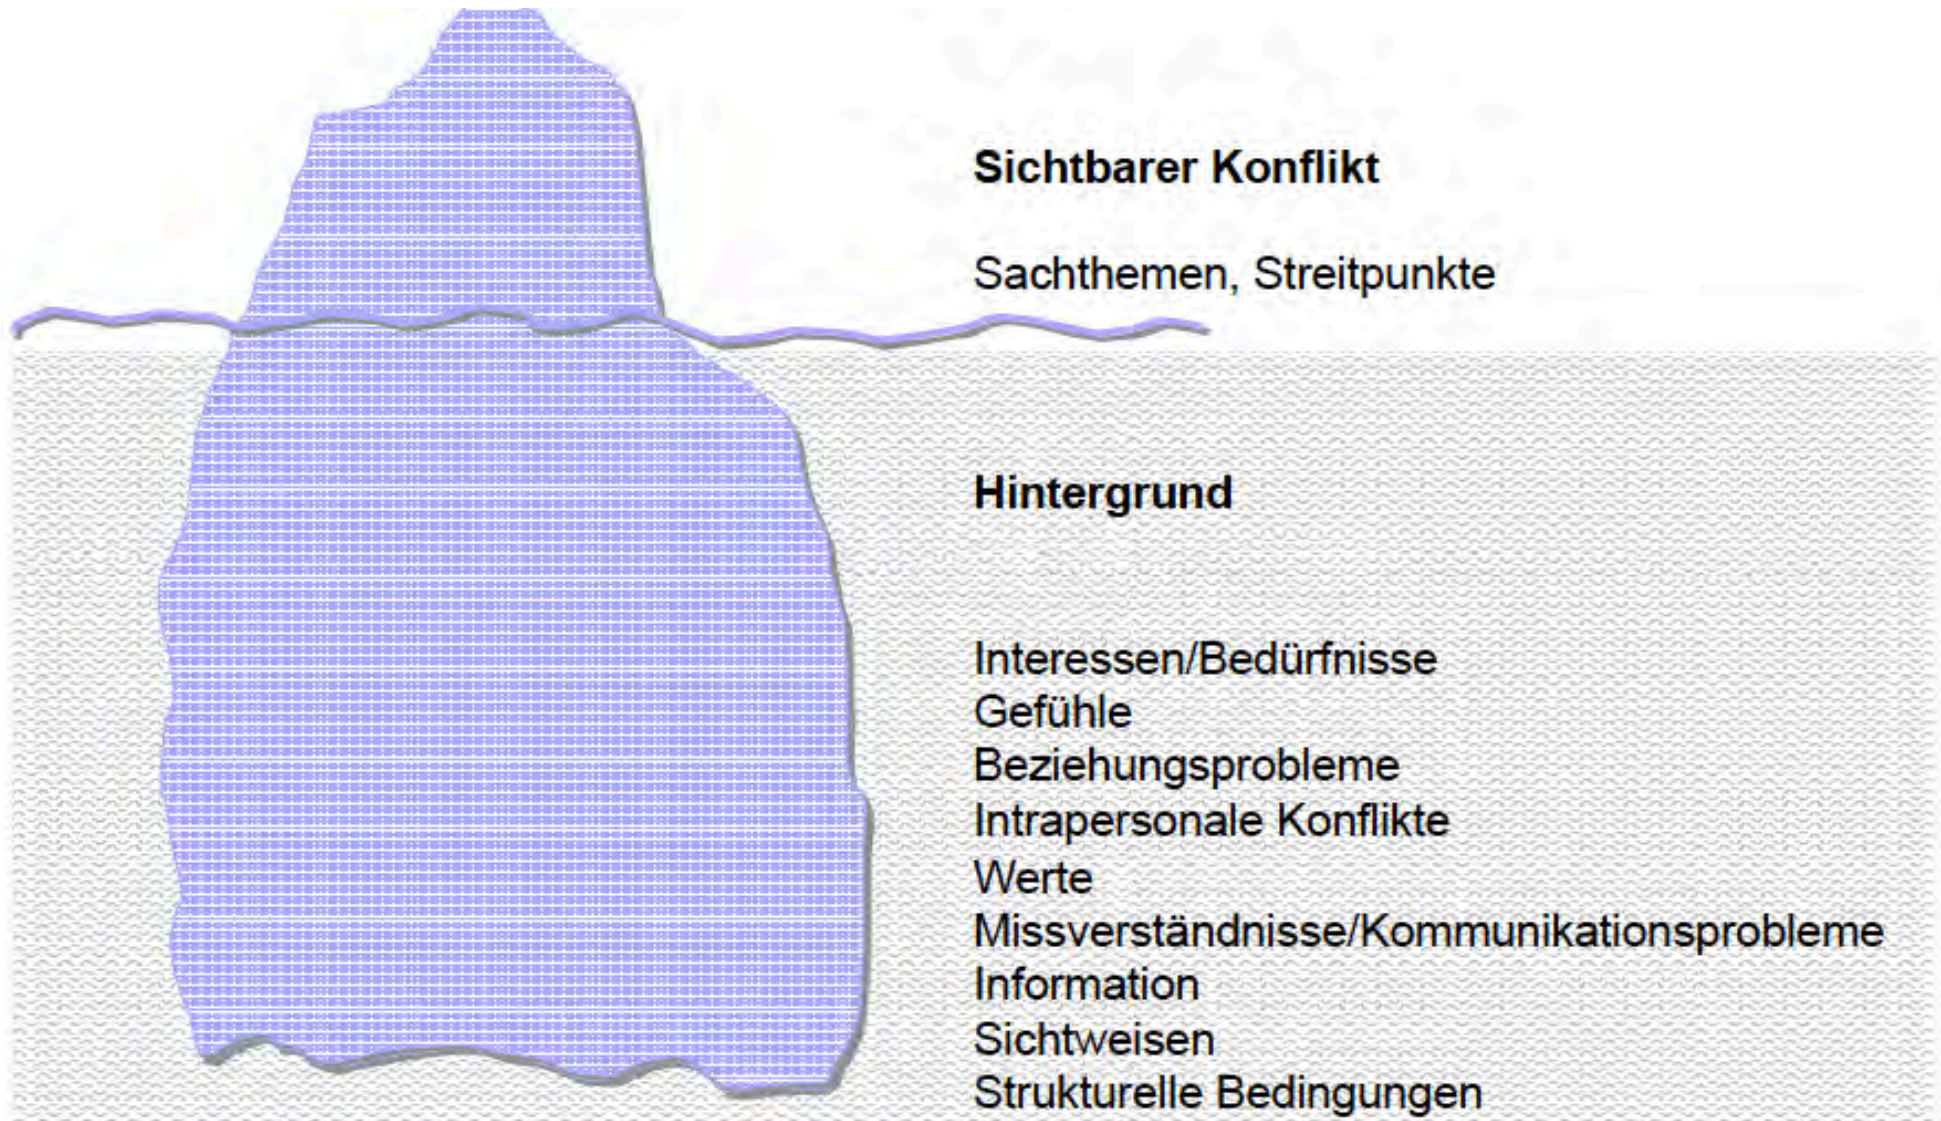 Sichtbarer Konflikt
Sachthemen, Streitpunkte
Hintergrund
Interessen/Bedürfnisse
Gefühle
Beziehungsprobleme
Intrapersonale Konflikte
Werte
Missverständnisse/Kommunikationsprobleme
Information
Sichtweisen
Strukturelle Bedingungen